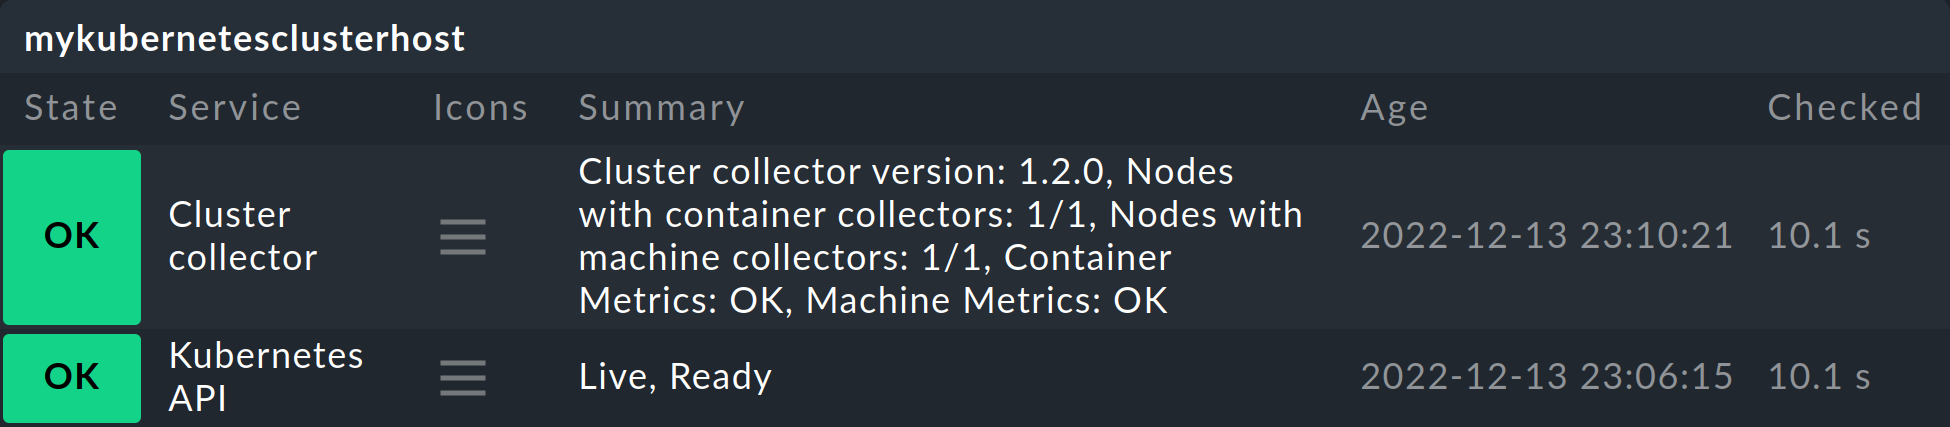 mykubernetesclusterhost
State Service Icons Summary Age Checked
OK
Cluster
collector
Cluster collector version: 1.2.0, Nodes
with container collectors: 1/1, Nodes with
machine collectors: 1/1, Container
Metrics: OK, Machine Metrics: OK
2022-12-13 23:10:21
10.1 s
OK
Kubernetes
API
Live, Ready
2022-12-13 23:06:15
10.1 s